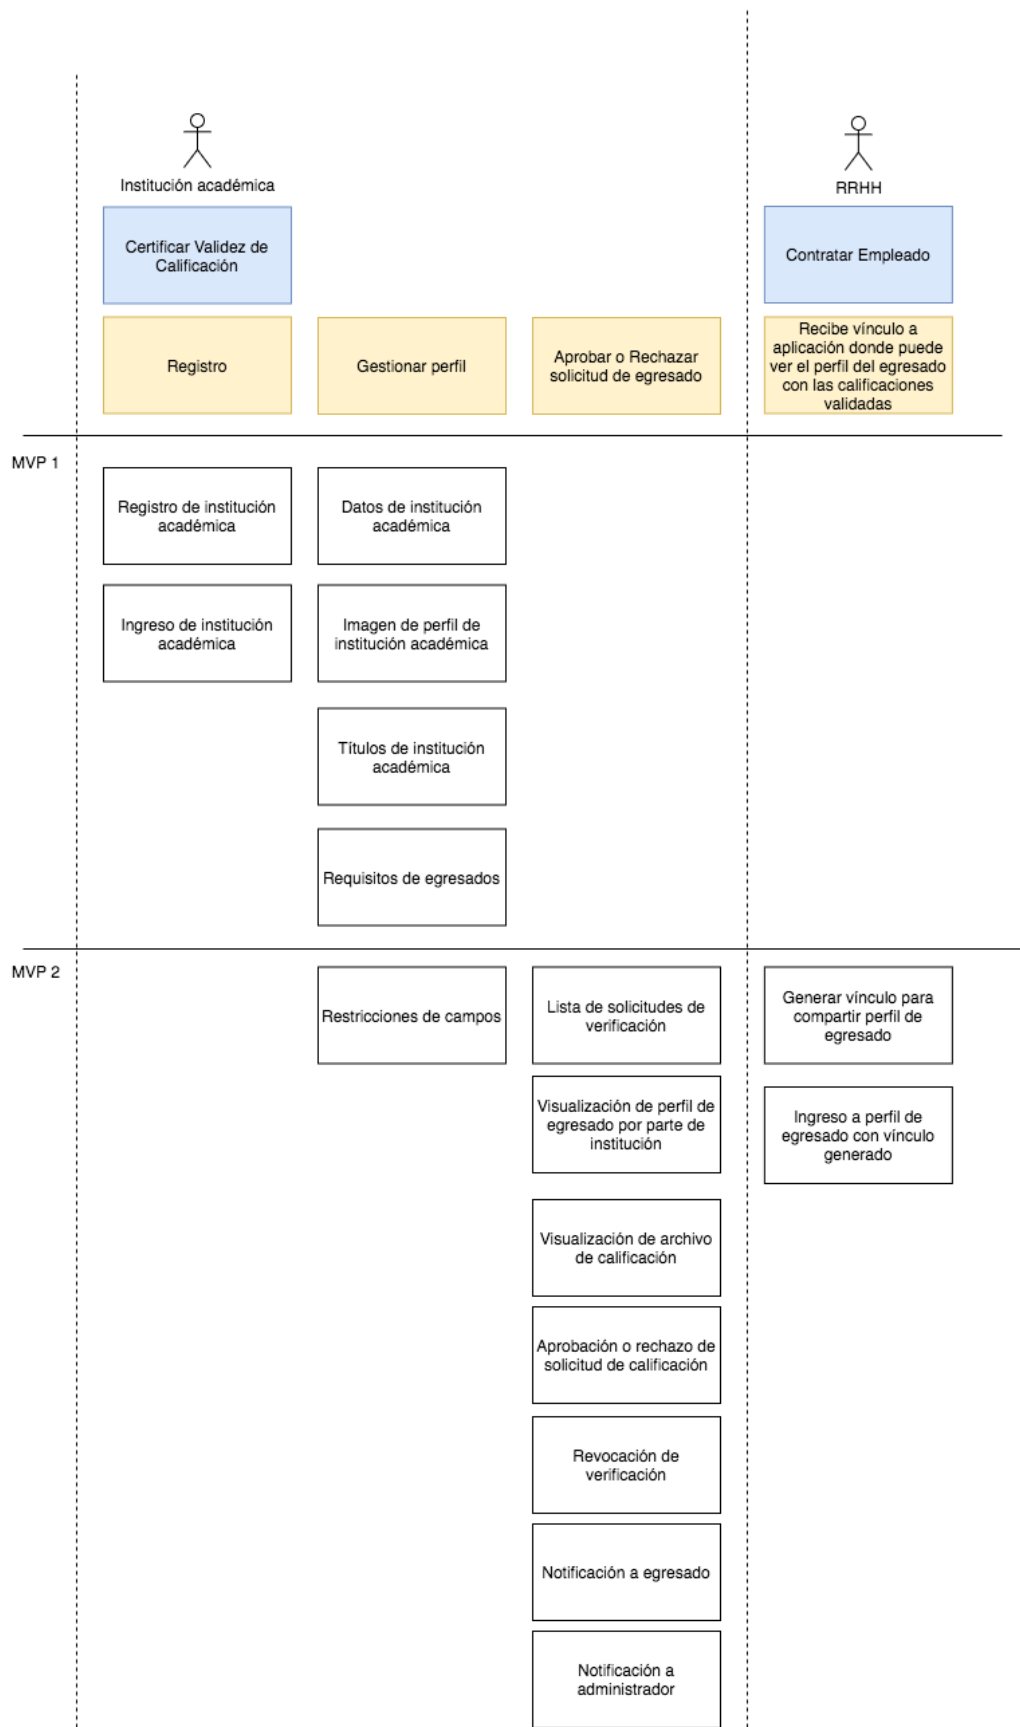 Institución académica
RRHH
Certificar Validez de
Calificación
Contratar Empleado
Registro
Gestionar perfil
Aprobar o Rechazar
solicitud de egresado
Recibe vínculo a
aplicación donde puede
ver el perfil del egresado
con las calificaciones
validadas
MVP 1
Registro de institución
académica
Datos de institución
académica
Ingreso de institución
académica
Imagen de perfil de
institución académica
Títulos de institución
académica
Requisitos de egresados
MVP 2
Restricciones de campos
Lista de solicitudes de
verificación
Generar vínculo para
compartir perfil de
egresado
Visualización de perfil de
egresado por parte de
institución
Ingreso a perfil de
egresado con vínculo
generado
Visualización de archivo
de calificación
Aprobación o rechazo de
solicitud de calificación
Revocación de
verificación
Notificación a egresado
Notificación a
administrador